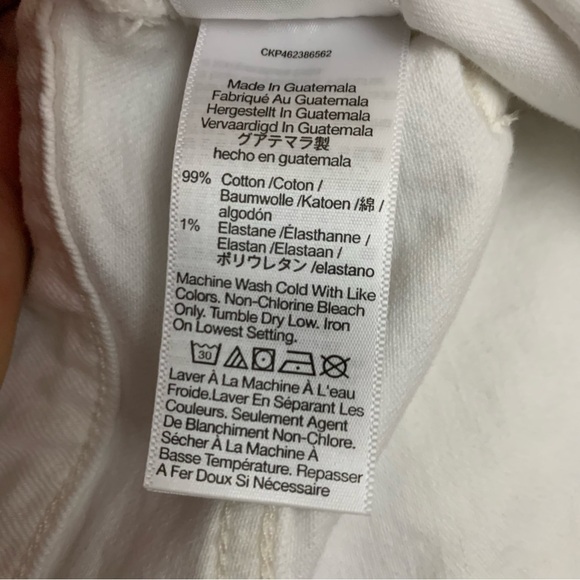 CKP462386562
Made In Guatemala
Fabriqué Au Guatemala
Hergestellt In Guatemala
Vervaardigd In Guatemala
グアテマラ製
hecho en guatemala
99% Cotton /Coton /
Baumwolle /Katoen /綿 /
algodón
1% Elastane /Élasthanne /
Elastan /Elastaan /
ポリウレタン /elastano
Machine Wash Cold With Like
Colors. Non-Chlorine Bleach
Only. Tumble Dry Low. Iron
On Lowest Setting.
30
Laver À La Machine À L'eau
Froide.Laver En Séparant Les
Couleurs. Seulement Agent
De Blanchiment Non-Chlore.
Sécher À La Machine À
Basse Température. Repasser
A Fer Doux Si Nécessaire